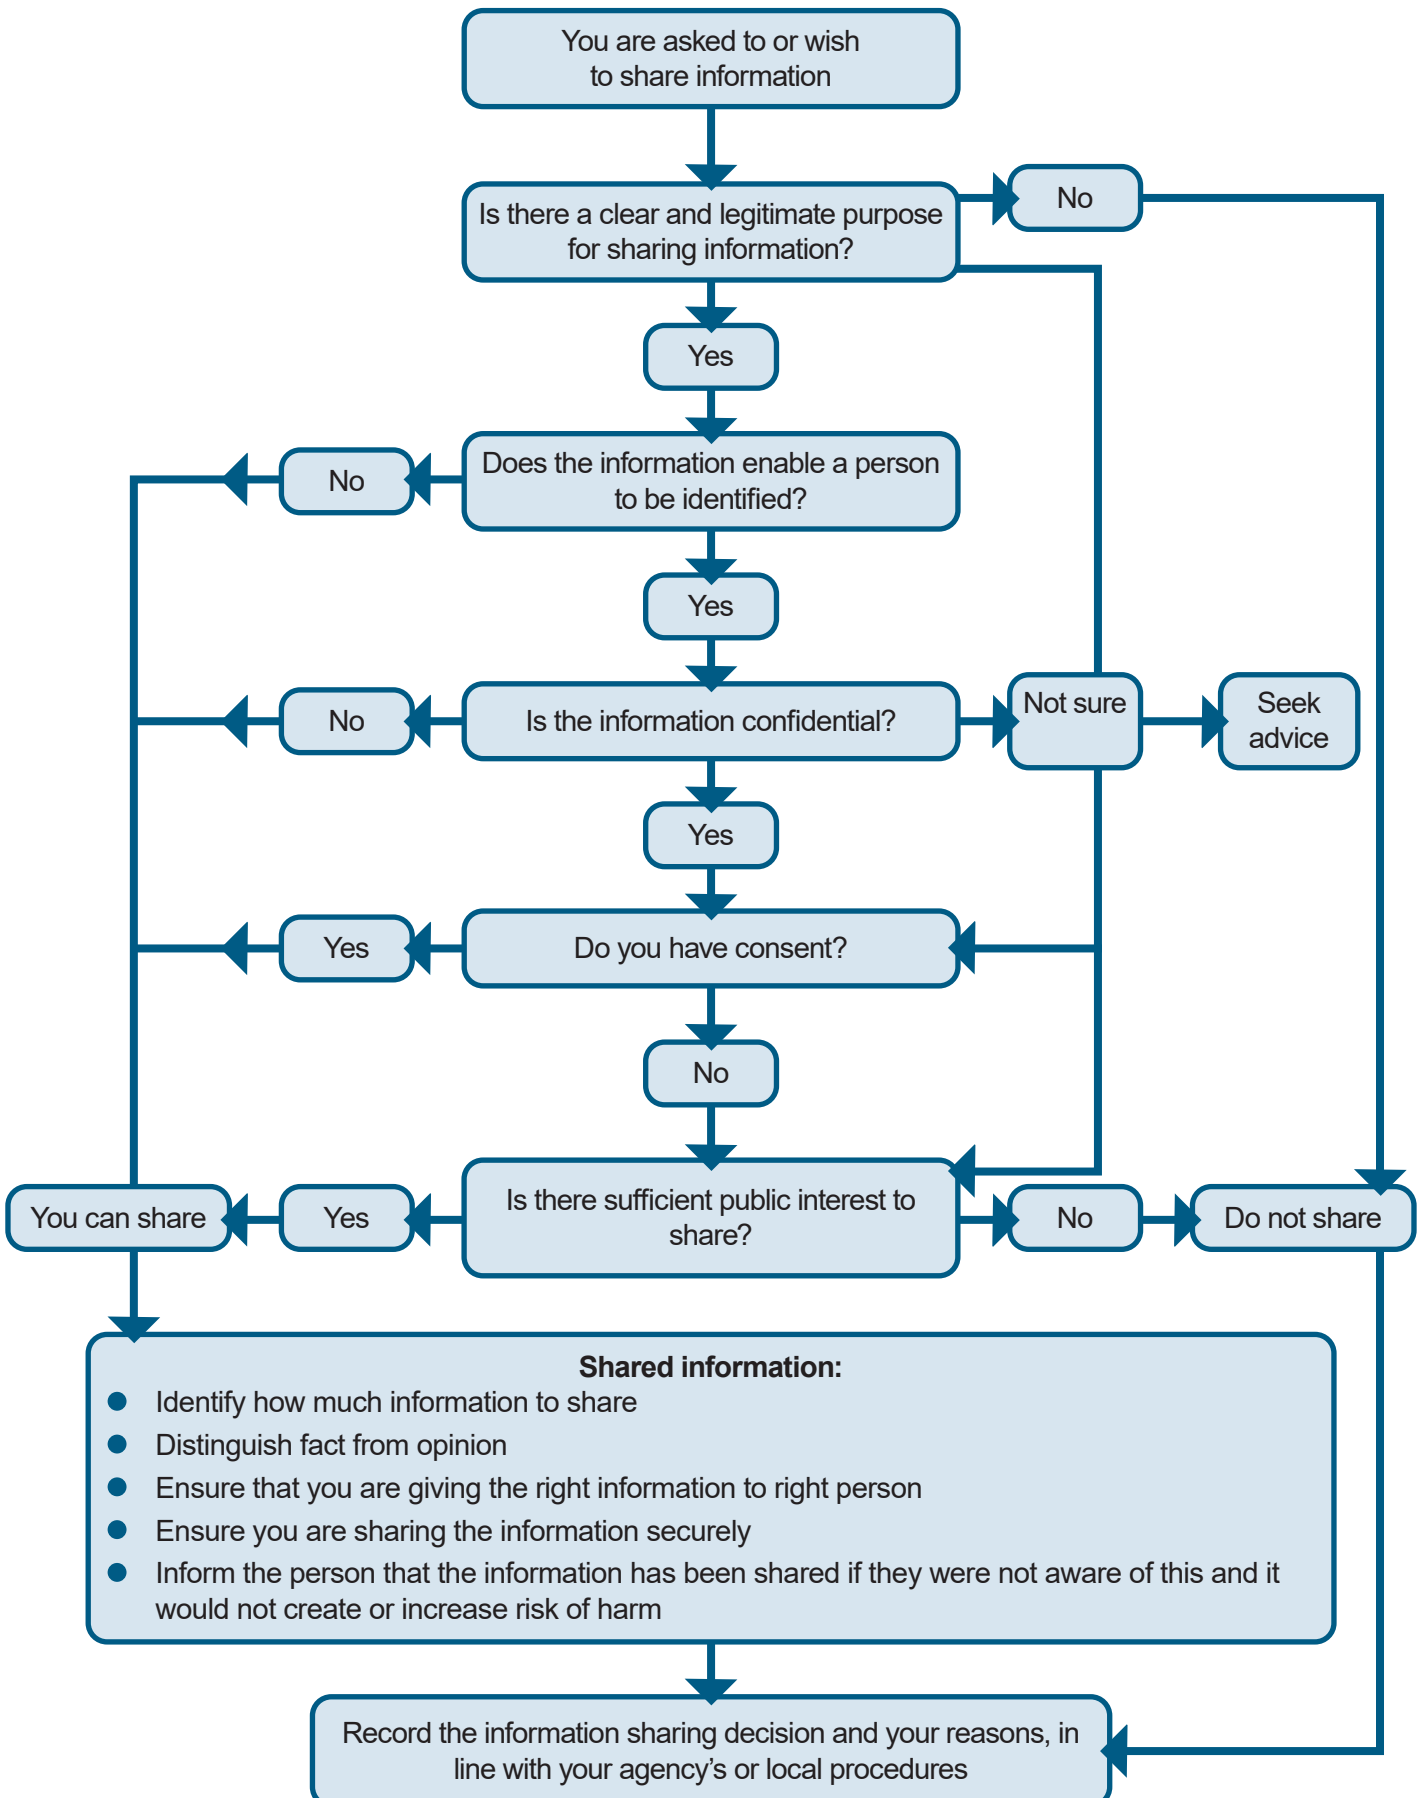 You are asked to or wish
to share information
Is there a clear and legitimate purpose
for sharing information?
No
Yes
Does the information enable a person
to be identified?
No
Yes
Is the information confidential?
No
Not sure
Seek
advice
Yes
Do you have consent?
Yes
No
Is there sufficient public interest to
share?
Yes
You can share
No
Do not share
Shared information:
Identify how much information to share
Distinguish fact from opinion
Ensure that you are giving the right information to right person
Ensure you are sharing the information securely
Inform the person that the information has been shared if they were not aware of this and it
would not create or increase risk of harm
Record the information sharing decision and your reasons, in
line with your agency’s or local procedures